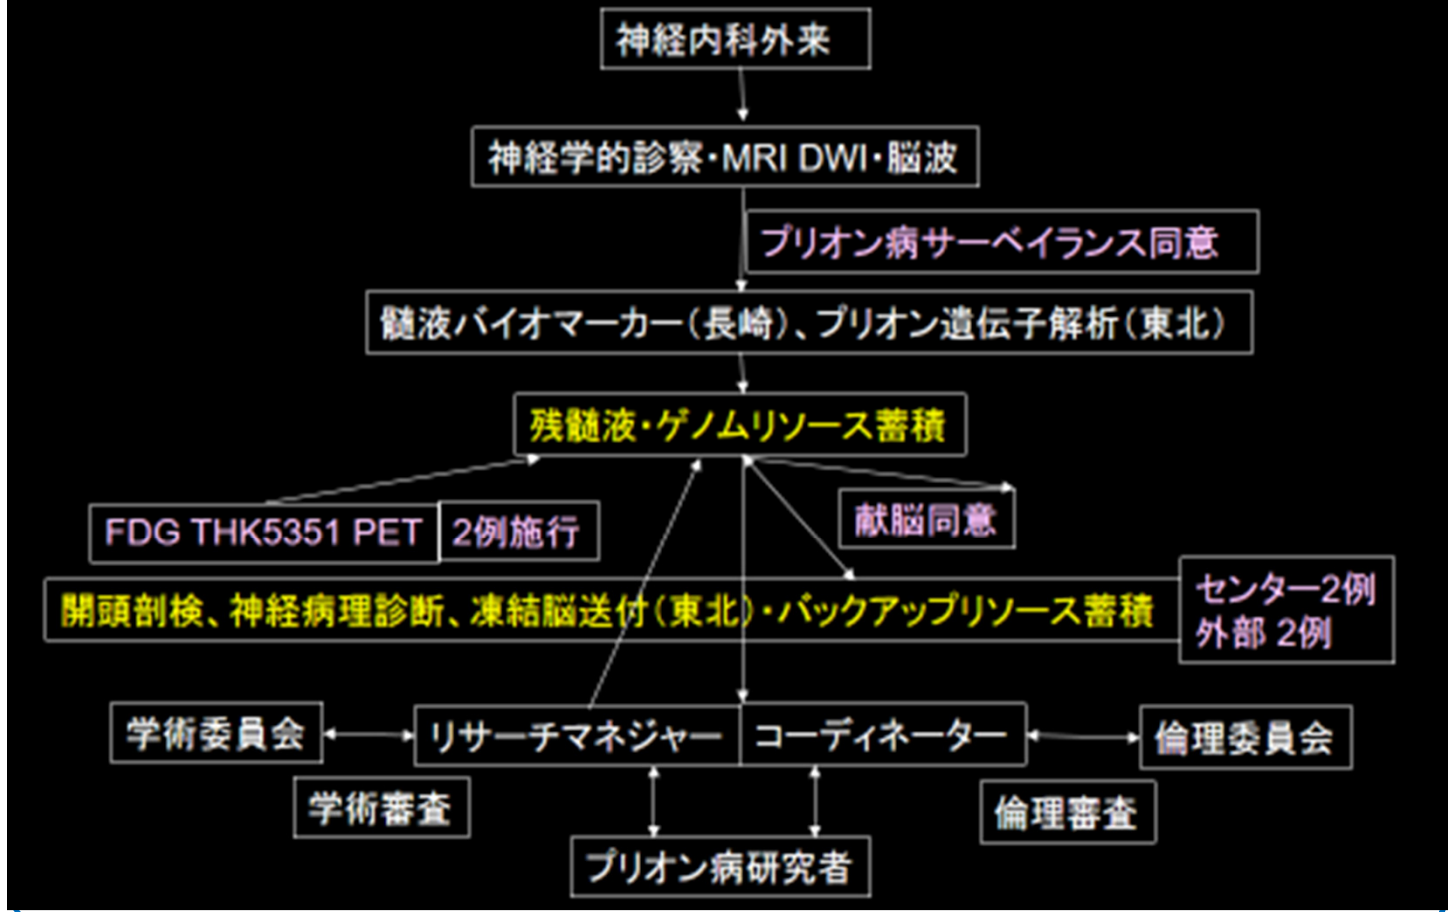 神経内科外来
神経学的診察・MRI DWI・脳波
プリオン病サーベイランス同意
髄液バイオマーカー(長崎)、プリオン遺伝子解析(東北)
残髄液・ゲノムリソース蓄積
FDG THK5351 PET
2例施行
献脳同意
開頭剖検、神経病理診断、凍結脳送付(東北)・バックアップリソース蓄積
センター2例
外部 2例
学術委員会
リサーチマネジャー
コーディネーター
倫理委員会
学術審査
倫理審査
プリオン病研究者